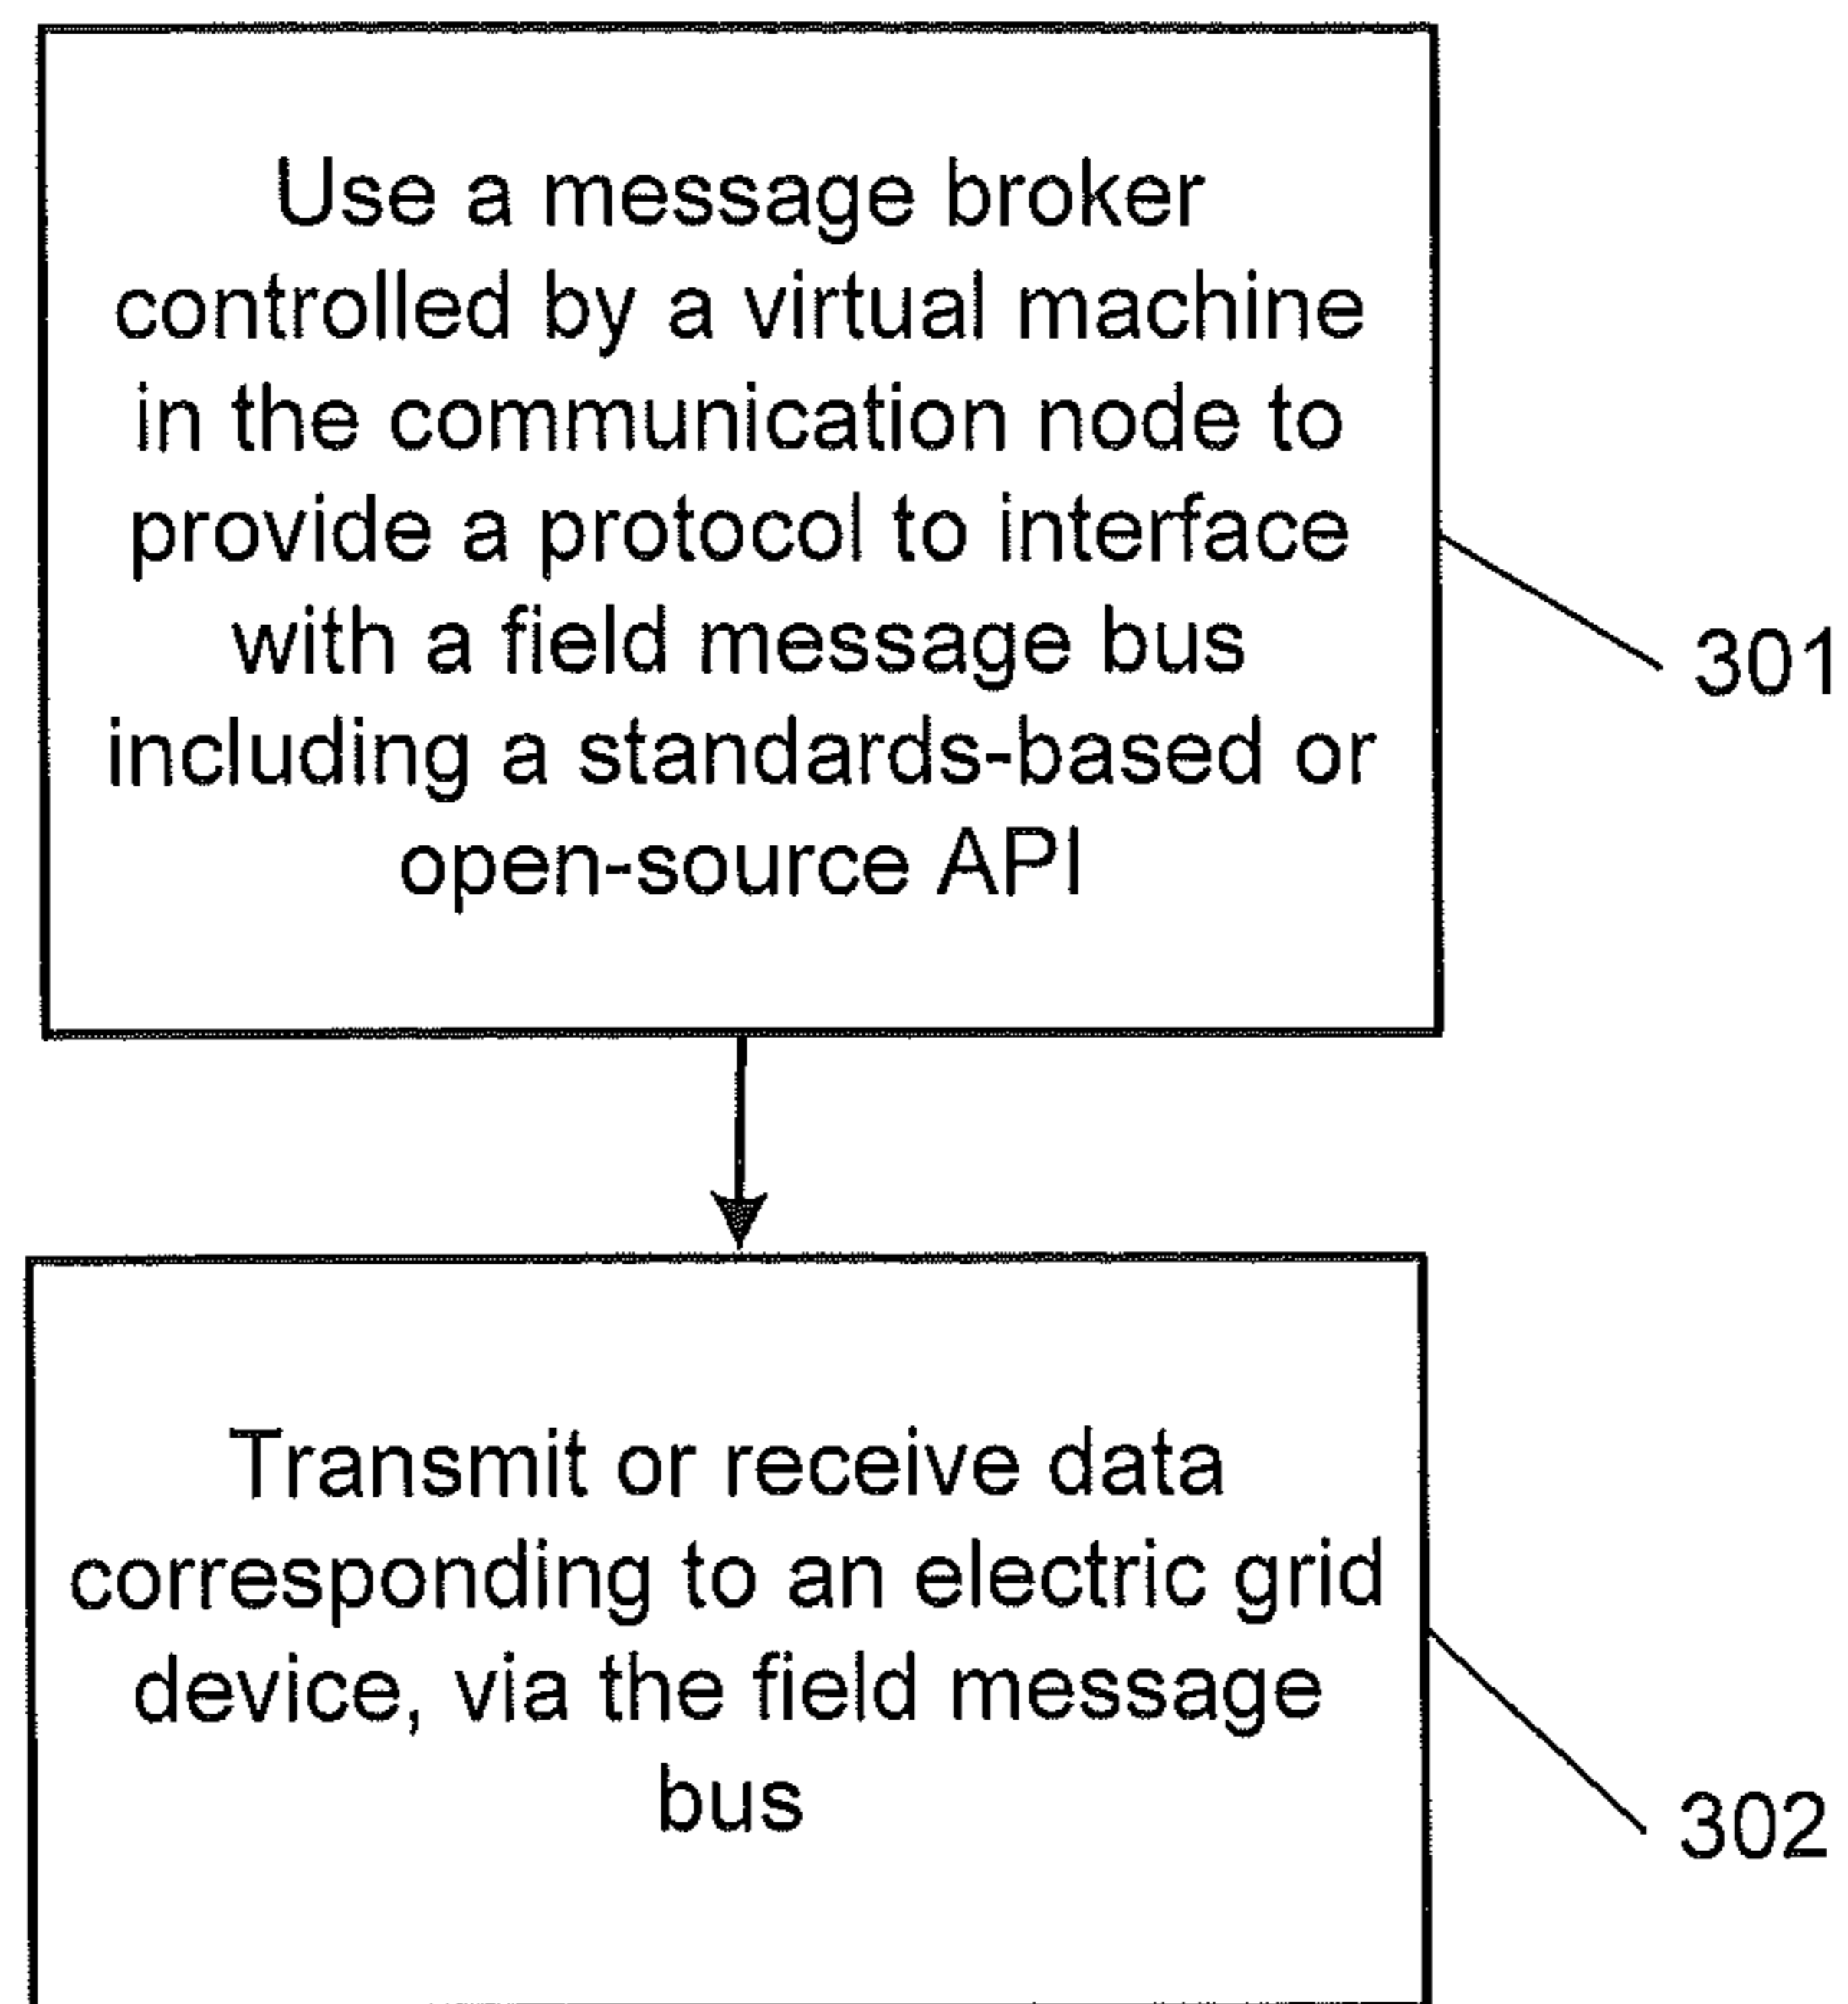 Use a message broker
controlled by a virtual machine
in the communication node to
provide a protocol to interface
with a field message bus
including a standards-based or
open-source API
301
Transmit or receive data
corresponding to an electric grid
device, via the field message
bus
302